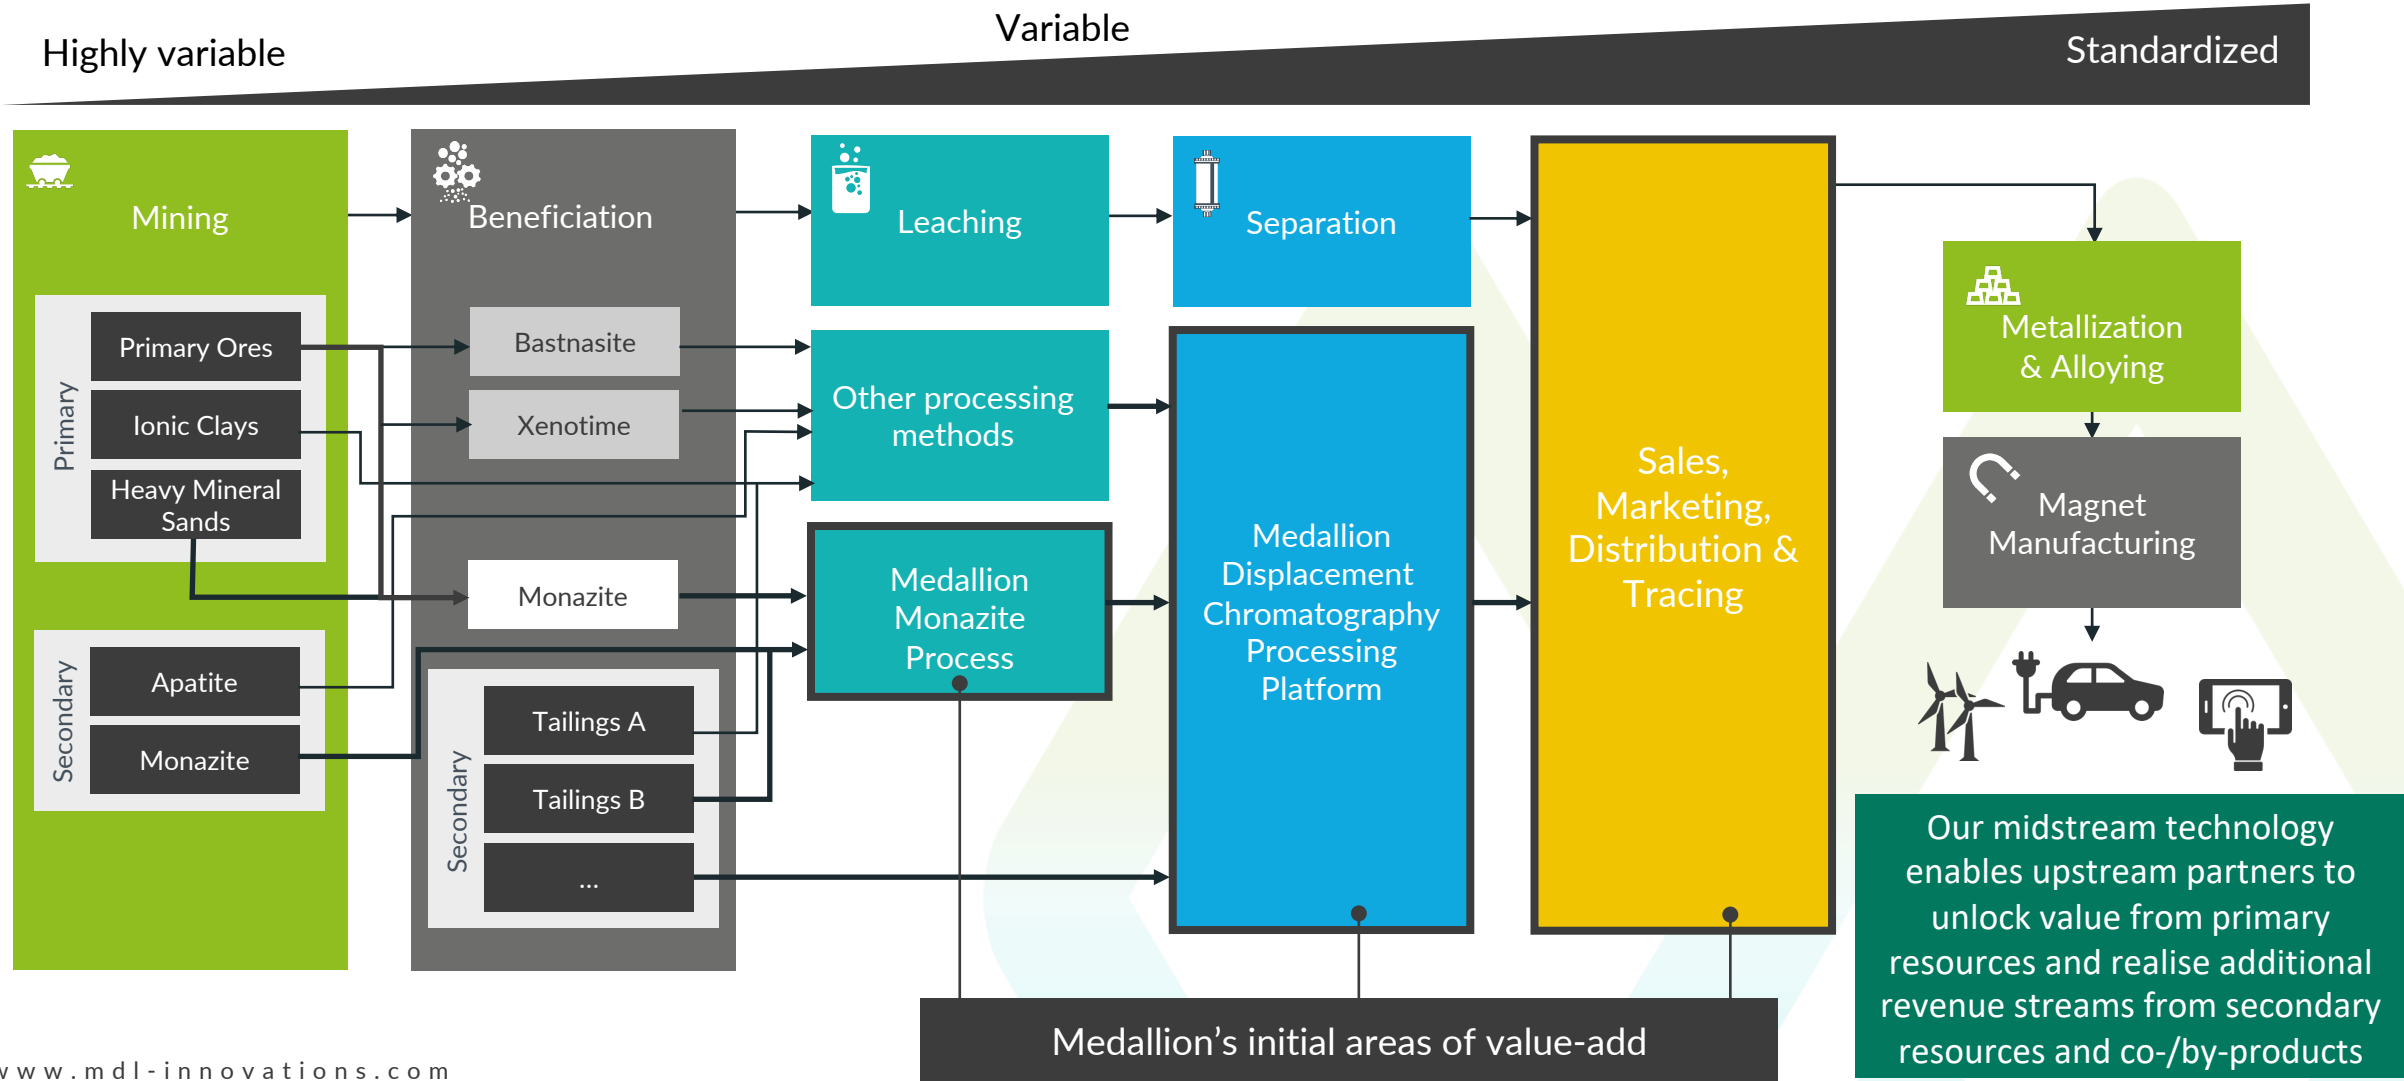 Highly variable
Variable
Standardized
Mining
Beneficiation
Leaching
Separation
Primary
Primary Ores
Ionic Clays
Heavy Mineral
Sands
Secondary
Apatite
Monazite
Bastnasite
Xenotime
Monazite
Secondary
Tailings A
Tailings B
...
Other processing
methods
Medallion
Monazite
Process
Medallion
Displacement
Chromatography
Processing
Platform
Sales,
Marketing,
Distribution &
Tracing
Metallization
& Alloying
Magnet
Manufacturing
Our midstream technology
enables upstream partners to
unlock value from primary
resources and realise additional
revenue streams from secondary
resources and co-/by-products
Medallion’s initial areas of value-add
www.mdl-innovations.com